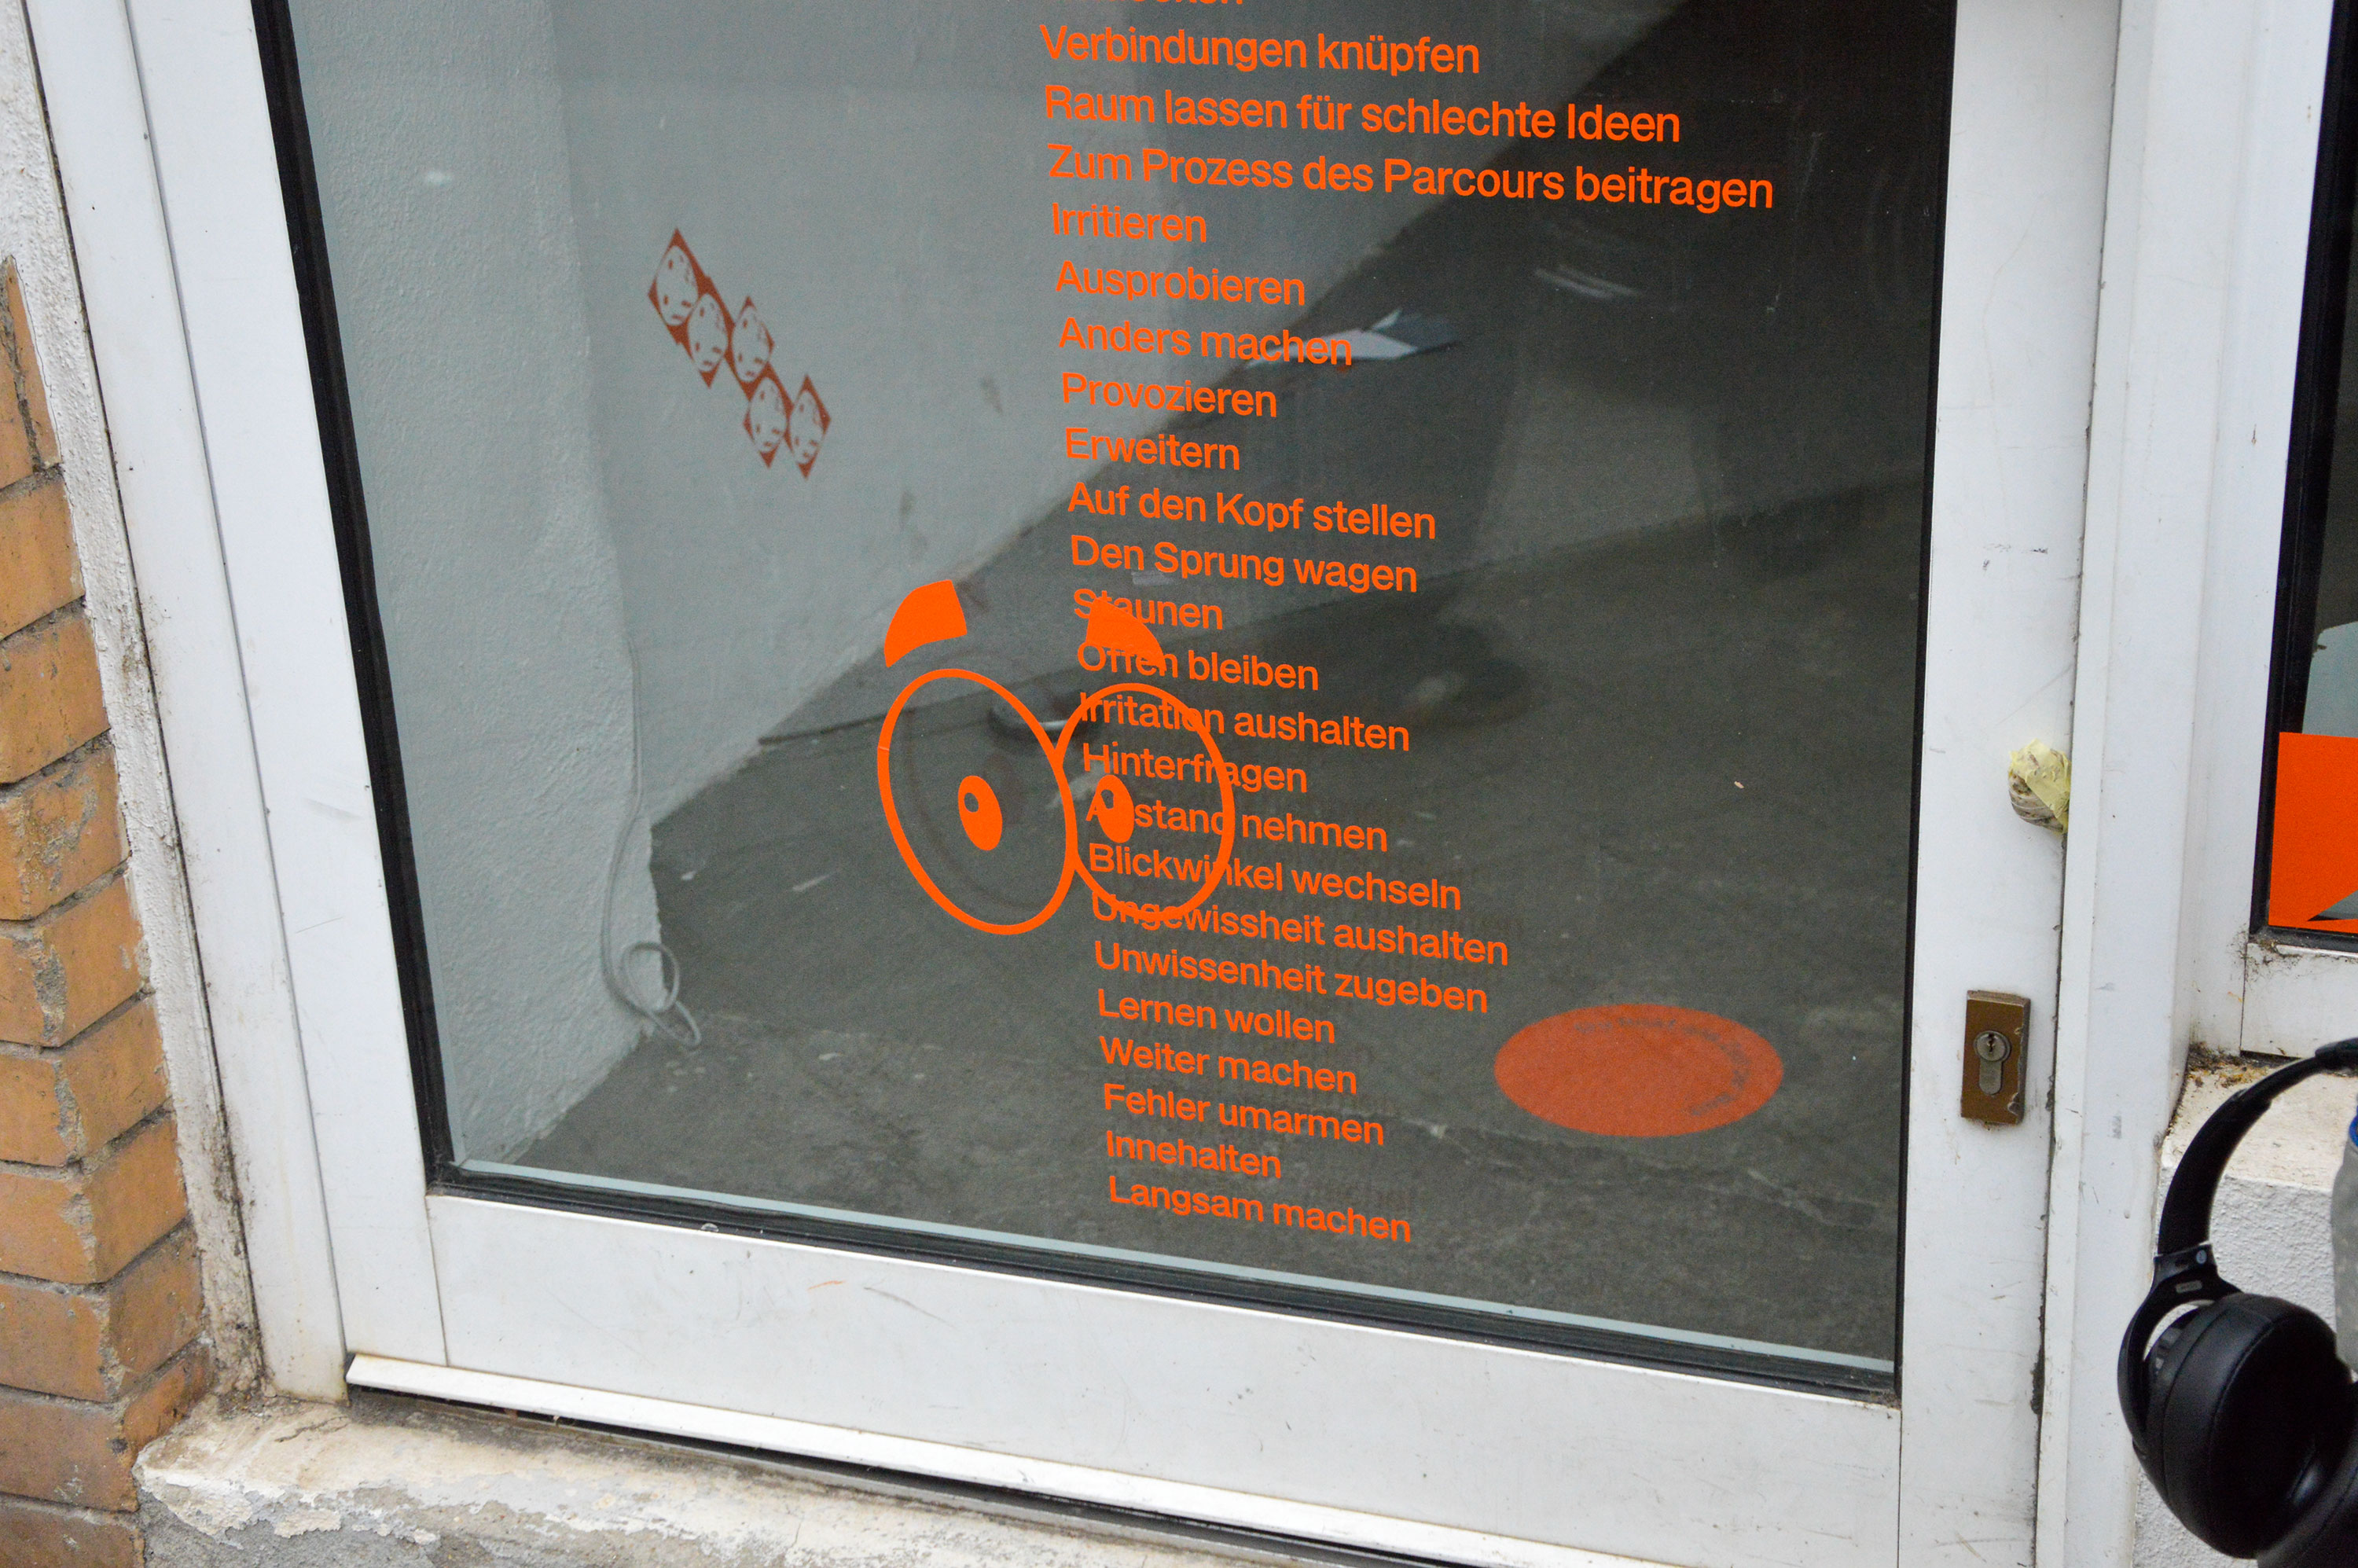 Verbindungen knüpfen
Raum lassen für schlechte Ideen
Zum Prozess des Parcours beitragen
Irritieren
Ausprobieren
Anders machen
Provozieren
Erweitern
Auf den Kopf stellen
Den Sprung wagen
Staunen
Offen bleiben
Irritation aushalten
Hinterfragen
Abstand nehmen
Blickwinkel wechseln
Ungewissheit aushalten
Unwissenheit zugeben
Lernen wollen
Weiter machen
Fehler umarmen
Innehalten
Langsam machen